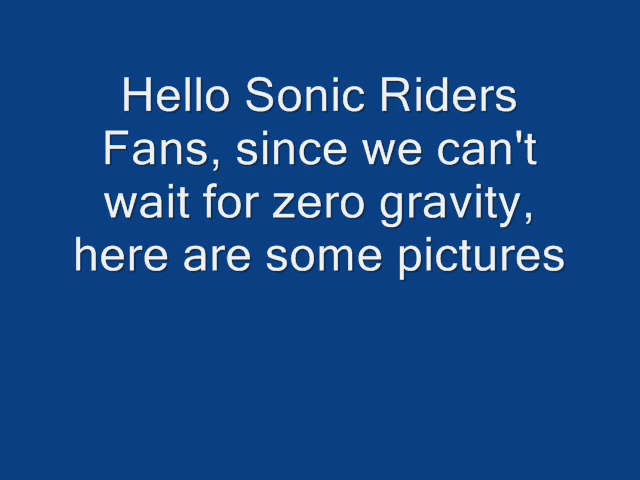 Hello Sonic Riders
Fans, since we can't
wait for zero gravity,
here are some pictures